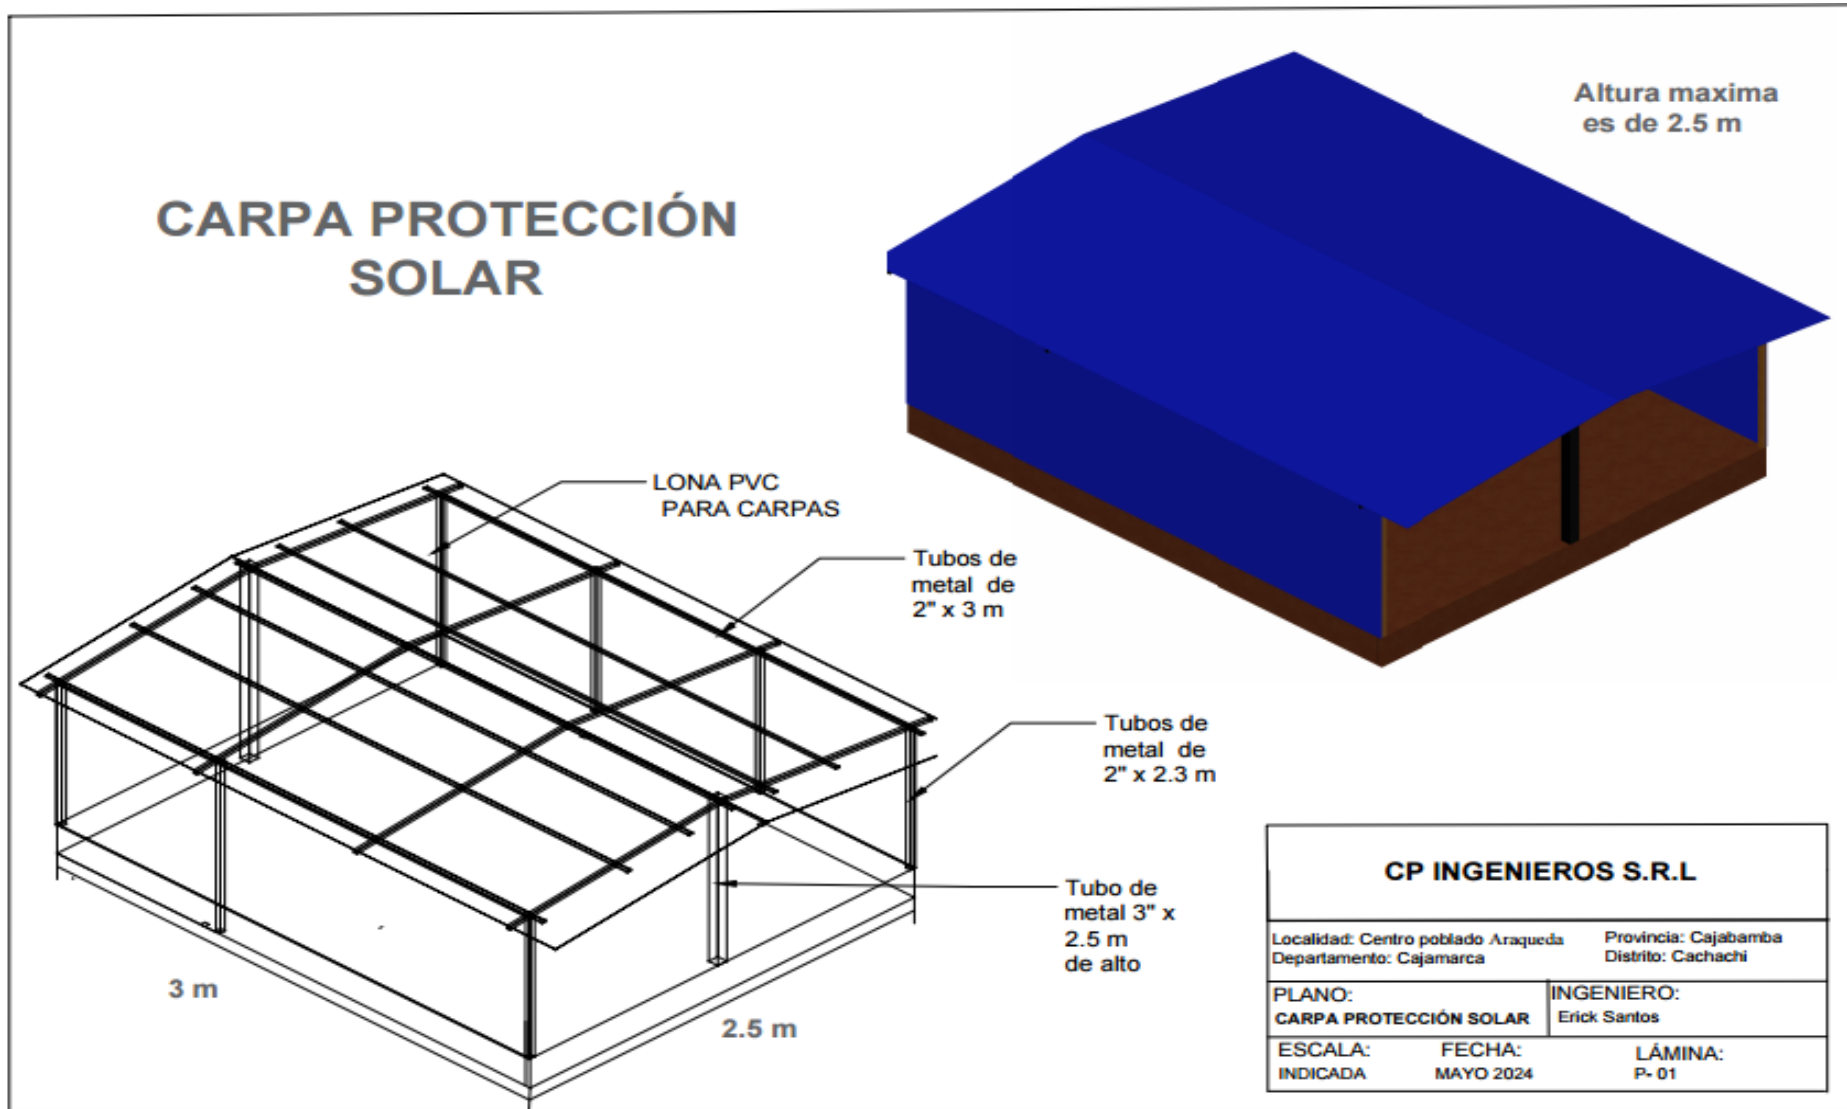 CARPA PROTECCIÓN
SOLAR
Altura maxima
es de 2.5 m
LONA PVC
PARA CARPAS
Tubos de
metal de
2" x 3 m
Tubos de
metal de
2" x 2.3 m
Tubo de
metal 3" x
2.5 m
de alto
3 m
2.5 m
CP INGENIEROS S.R.L
Localidad: Centro poblado Araqueda Provincia: Cajabamba
Departamento: Cajamarca Distrito: Cachachi
PLANO: INGENIERO:
CARPA PROTECCIÓN SOLAR Erick Santos
ESCALA: FECHA: LÁMINA:
INDICADA MAYO 2024 P- 01